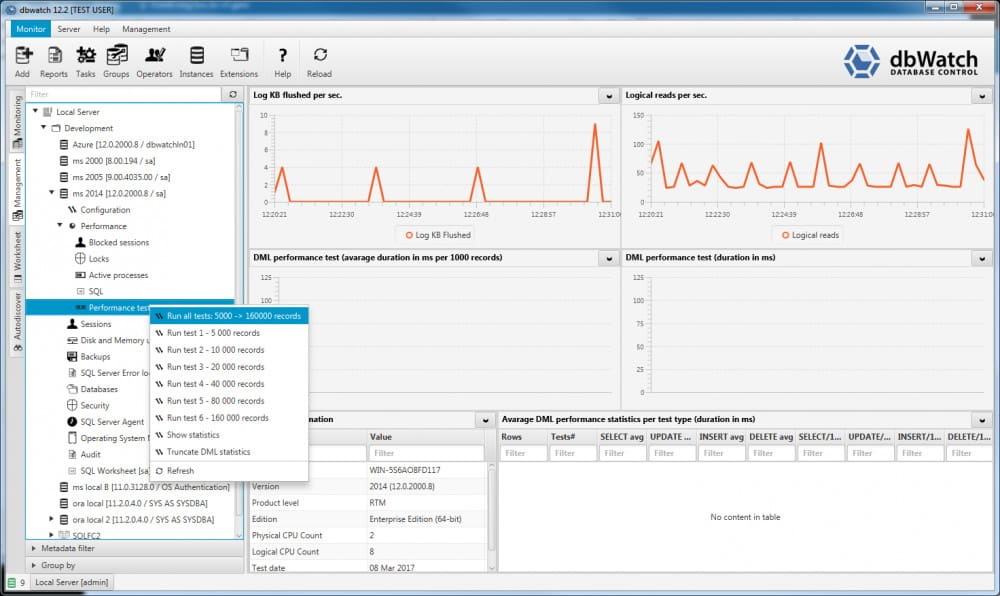 dbwatch 12.2 [TEST USER]
Monitor Server Help Management
Add Reports Tasks Groups Operators Instances Extensions Help Reload
dbWatch
DATABASE CONTROL
Monitoring
Management
Worksheet
Autodiscover
Filter
Local Server
Development
Azure [12.0.2000.8 / dbwatchln01]
ms 2000 [8.00.194 / sa]
ms 2005 [9.00.4035.00 / sa]
ms 2014 [12.0.2000.8 / sa]
Configuration
Performance
Blocked sessions
Locks
Active processes
SQL
Performance test
Sessions
Disk and Memory u
Backups
SQL Server Error lo
Databases
Security
SQL Server Agent
Operating System
Audit
SQL Worksheet [sa]
ms local B [11.0.3128.0 / OS Authentication]
ora local [11.2.0.4.0 / SYS AS SYSDBA]
ora local 2 [11.2.0.4.0 / SYS AS SYSDBA]
SQLFC2
Metadata filter
Group by
9 Local Server [admin]
Run all tests: 5000 -> 160000 records
Run test 1 - 5 000 records
Run test 2 - 10 000 records
Run test 3 - 20 000 records
Run test 4 - 40 000 records
Run test 5 - 80 000 records
Run test 6 - 160 000 records
Show statistics
Truncate DML statistics
Refresh
Log KB flushed per sec.
10
8
6
4
2
0
12:20:21 12:22:30 12:24:39 12:26:48 12:28:57 12:31:0
Log KB Flushed
Logical reads per sec.
150
100
50
0
12:20:21 12:22:30 12:24:39 12:26:48 12:28:57 12:31:0
Logical reads
DML performance test (avarage duration in ms per 1000 records)
125
DML performance test (duration in ms)
125
100
75
50
25
0
mation
Value
Filter
WIN-5S6AO8FD117
Version 2014 (12.0.2000.8)
Product level RTM
Edition Enterprise Edition (64-bit)
Physical CPU Count 2
Logical CPU Count 8
Test date 08 Mar 2017
Avarage DML performance statistics per test type (duration in ms)
Rows Tests# SELECT avg UPDATE ... INSERT avg DELETE avg SELECT/1... UPDATE/... INSERT/1... DELETE/1...
Filter Filter Filter Filter Filter Filter Filter Filter Filter Filter
No content in table